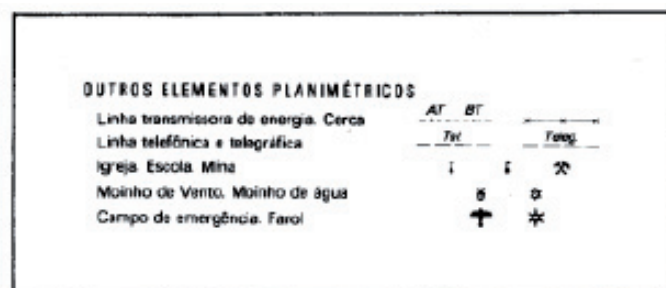 OUTROS ELEMENTOS PLANIMÉTRICOS
Linha transmissora de energia. Cerca AT BT
Linha telefônica e telegráfica Tel. Teleg.
Igreja. Escola. Mina
Moinho de Vento. Moinho de água
Campo de emergência. Farol